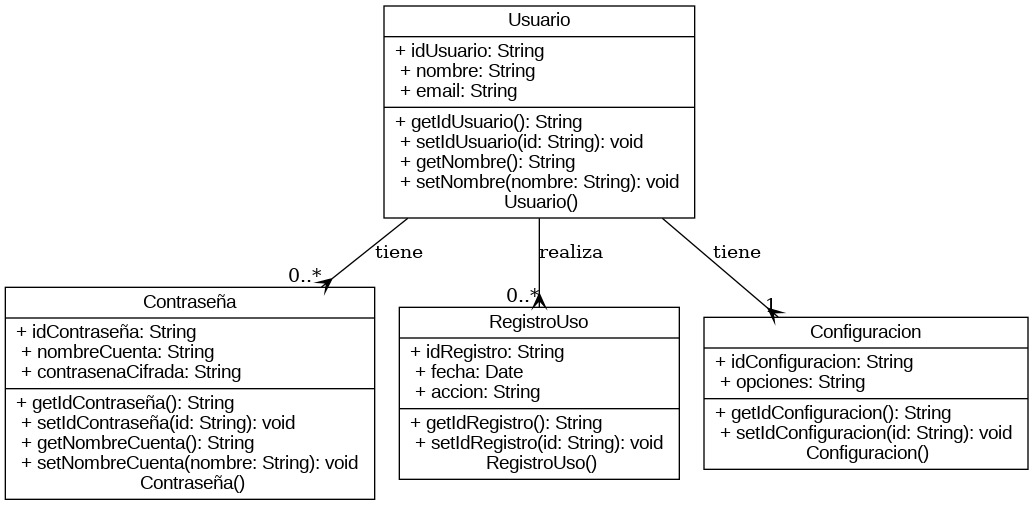 Usuario
+ idUsuario: String
+ nombre: String
+ email: String
+ getIdUsuario(): String
+ setIdUsuario(id: String): void
+ getNombre(): String
+ setNombre(nombre: String): void
Usuario()
tiene
realiza
tiene
0..*
0..*
1
Contraseña
+ idContraseña: String
+ nombreCuenta: String
+ contrasenaCifrada: String
+ getIdContraseña(): String
+ setIdContraseña(id: String): void
+ getNombreCuenta(): String
+ setNombreCuenta(nombre: String): void
Contraseña()
RegistroUso
+ idRegistro: String
+ fecha: Date
+ accion: String
+ getIdRegistro(): String
+ setIdRegistro(id: String): void
RegistroUso()
Configuracion
+ idConfiguracion: String
+ opciones: String
+ getIdConfiguracion(): String
+ setIdConfiguracion(id: String): void
Configuracion()